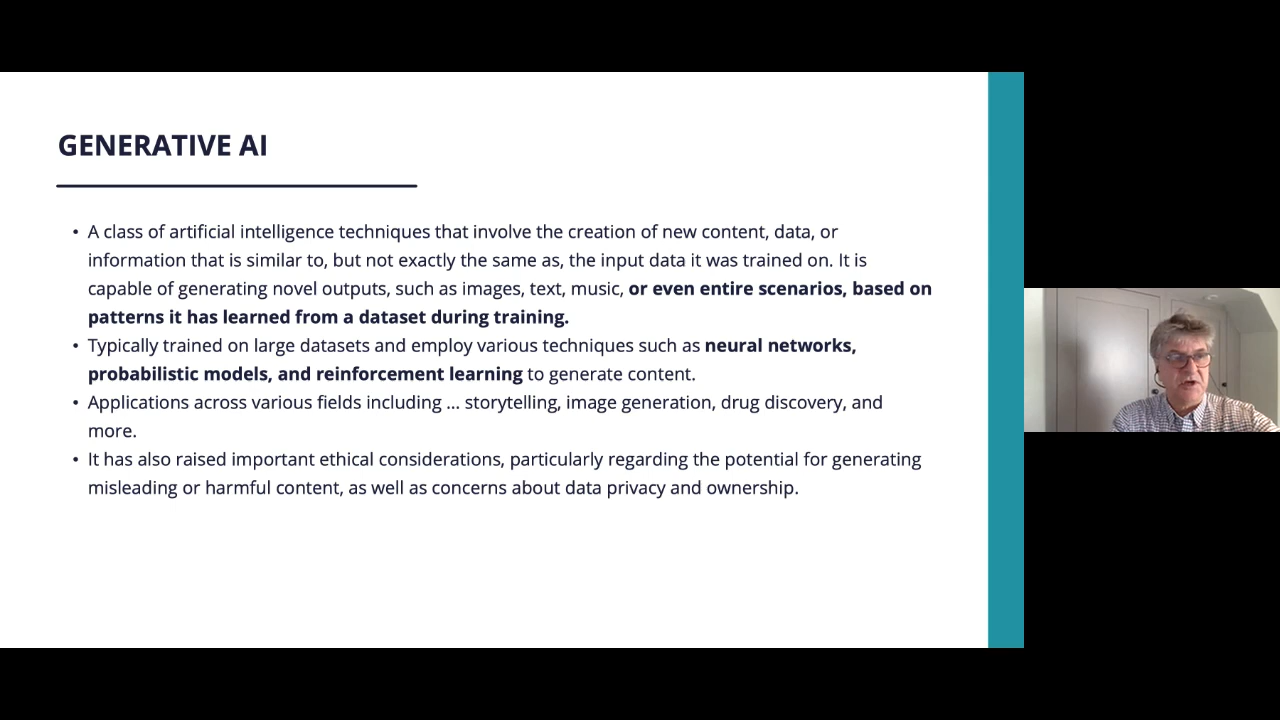 GENERATIVE AI
• A class of artificial intelligence techniques that involve the creation of new content, data, or
information that is similar to, but not exactly the same as, the input data it was trained on. It is
capable of generating novel outputs, such as images, text, music, or even entire scenarios, based on
patterns it has learned from a dataset during training.
• Typically trained on large datasets and employ various techniques such as neural networks,
probabilistic models, and reinforcement learning to generate content.
• Applications across various fields including ... storytelling, image generation, drug discovery, and
more.
• It has also raised important ethical considerations, particularly regarding the potential for generating
misleading or harmful content, as well as concerns about data privacy and ownership.